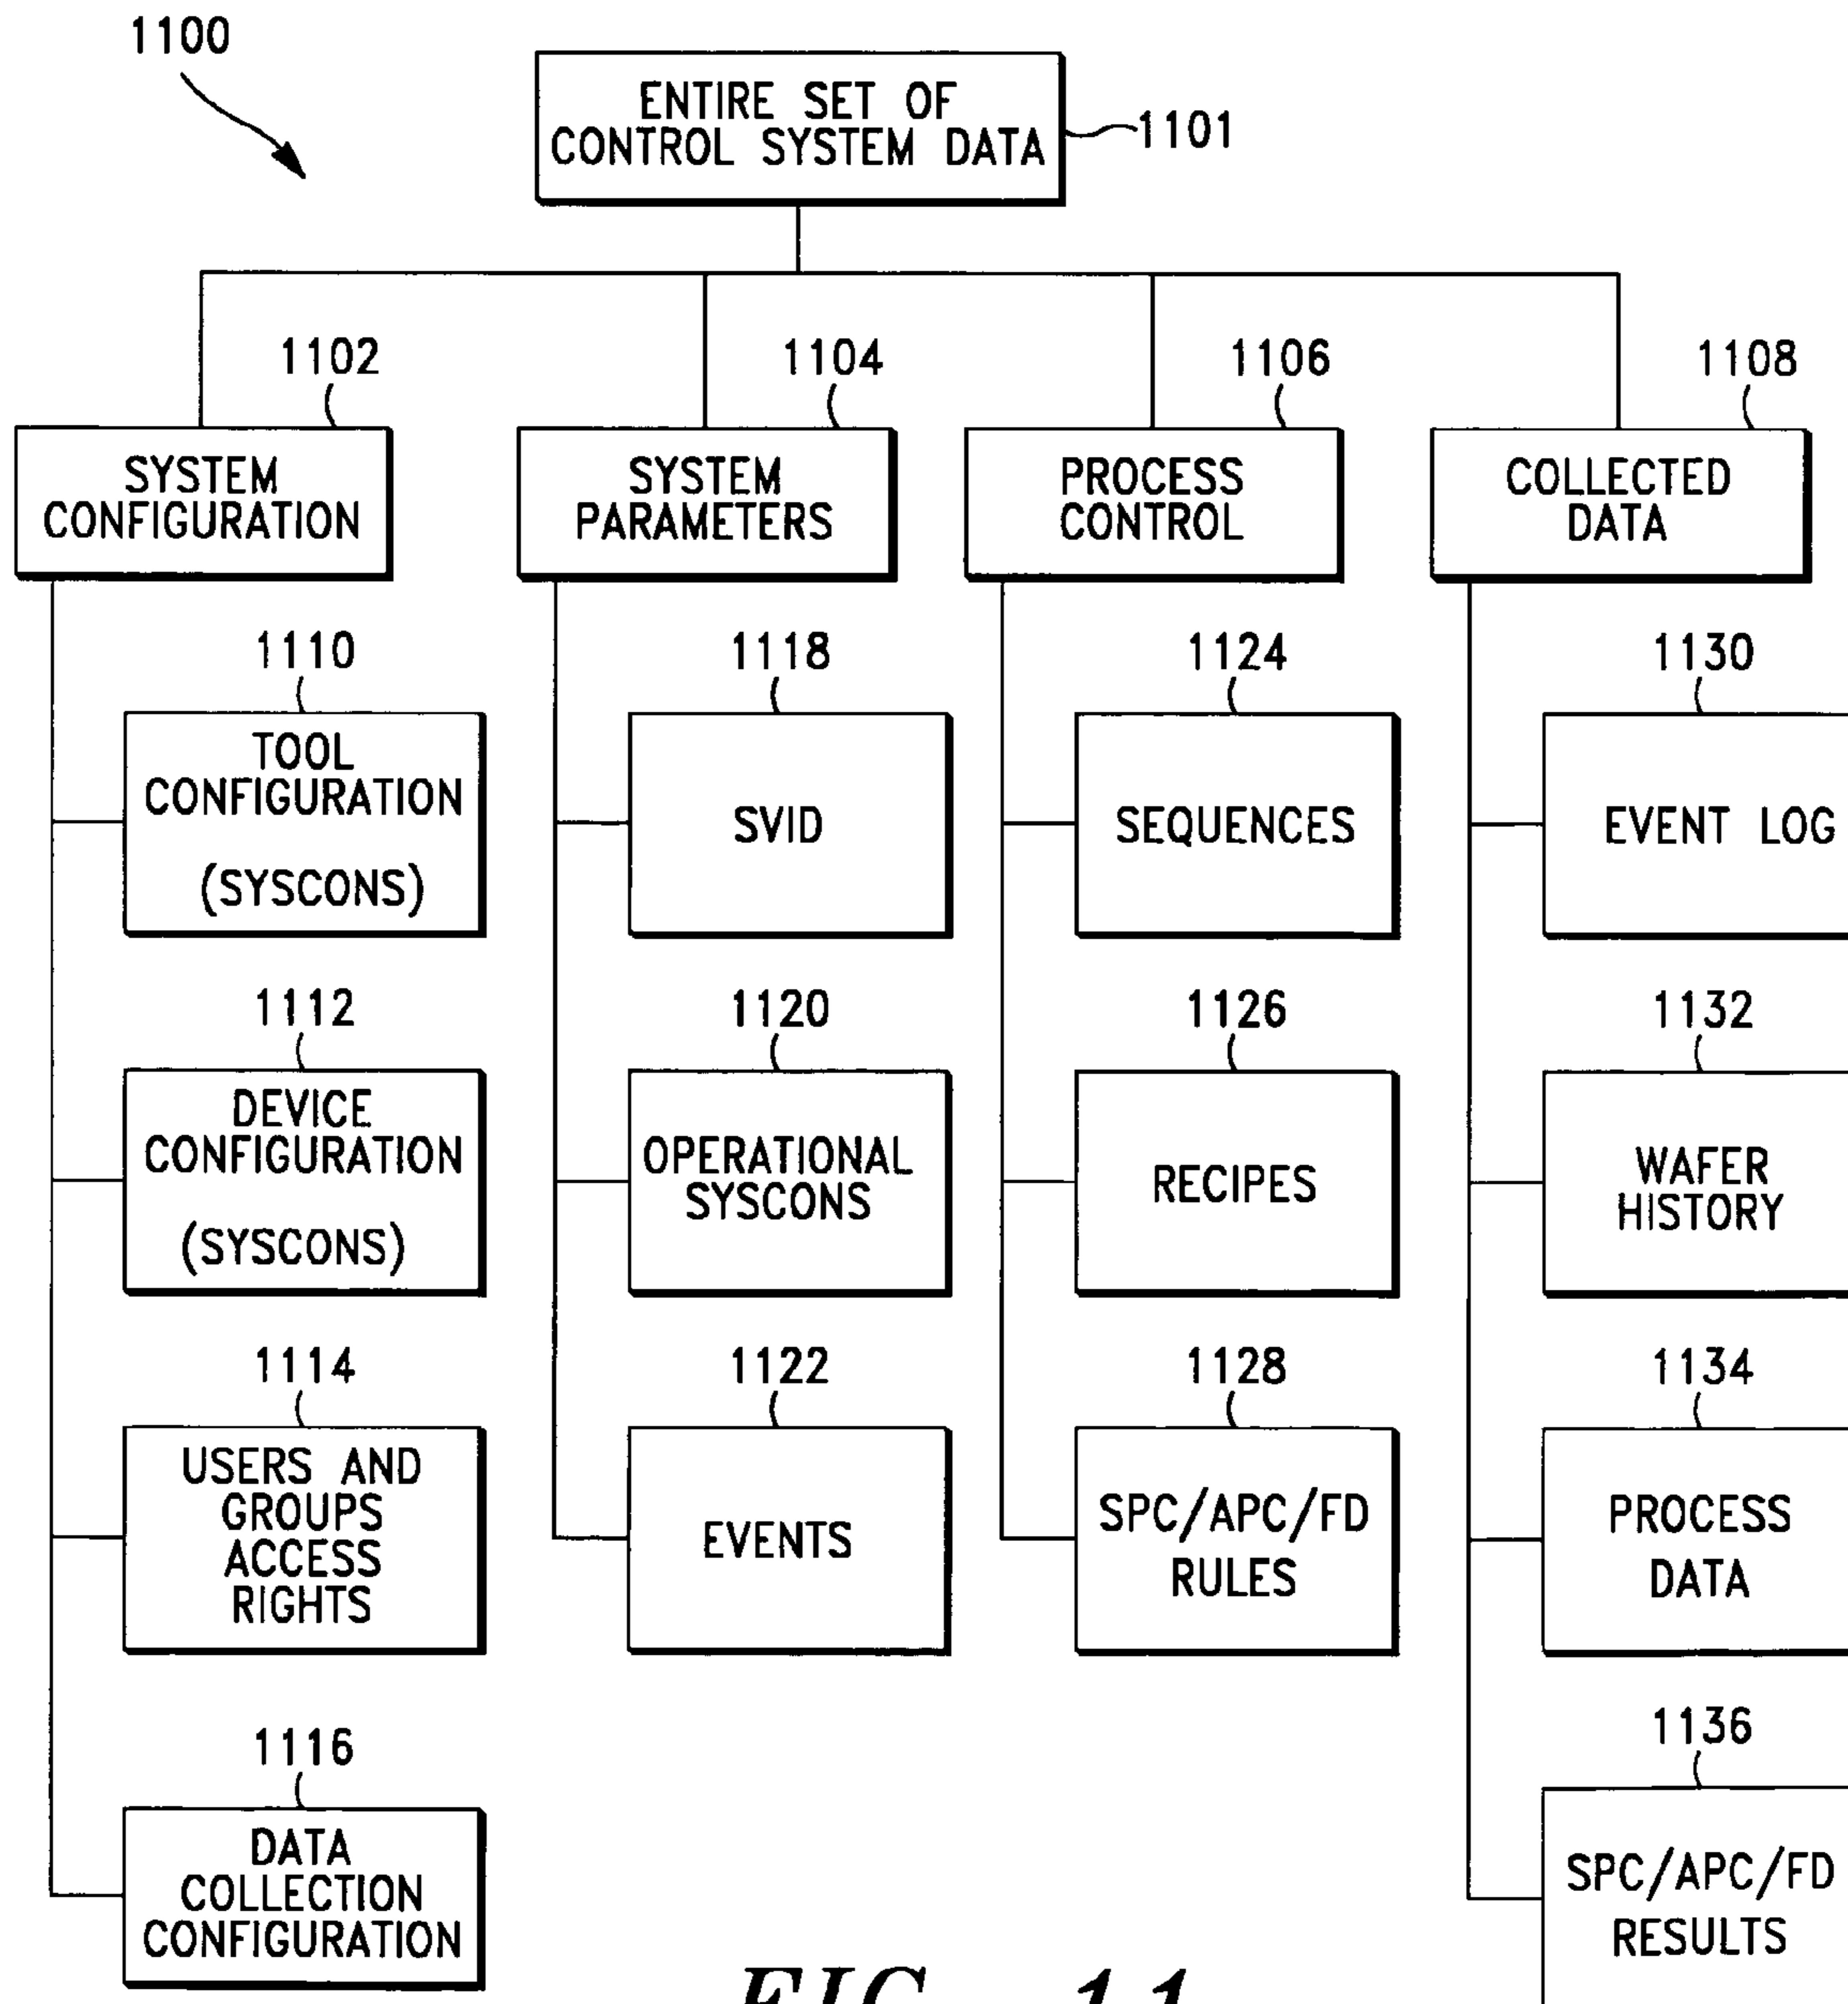 1100
ENTIRE SET OF
CONTROL SYSTEM DATA
1101
1102
1104
1106
1108
SYSTEM
CONFIGURATION
SYSTEM
PARAMETERS
PROCESS
CONTROL
COLLECTED
DATA
1110
1118
1124
1130
TOOL
CONFIGURATION
(SYSCONS)
SVID
SEQUENCES
EVENT LOG
1112
1120
1126
1132
DEVICE
CONFIGURATION
(SYSCONS)
OPERATIONAL
SYSCONS
RECIPES
WAFER
HISTORY
1114
1122
1128
1134
USERS AND
GROUPS
ACCESS
RIGHTS
EVENTS
SPC/APC/FD
RULES
PROCESS
DATA
1116
1136
DATA
COLLECTION
CONFIGURATION
SPC/APC/FD
RESULTS
FIG. 11